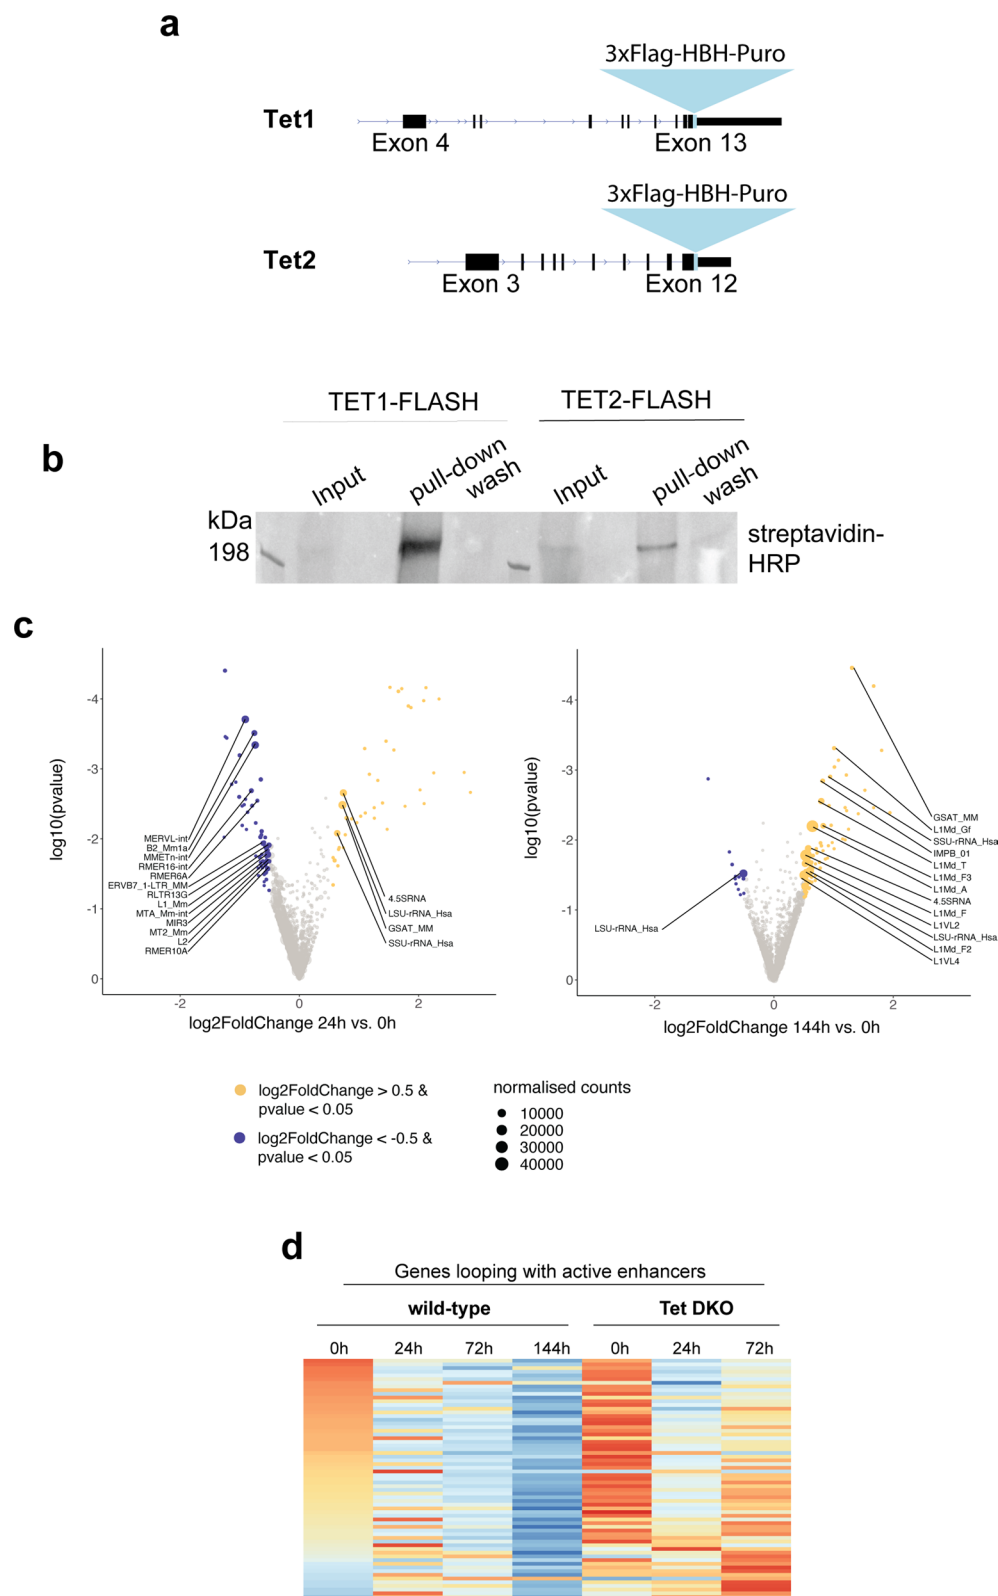 a
3xFlag-HBH-Puro
Tet1
Exon 4
Exon 13
3xFlag-HBH-Puro
Tet2
Exon 3
Exon 12
TET1-FLASH
TET2-FLASH
b
Input
pull-down
wash
Input
pull-down
wash
kDa
198
streptavidin-
HRP
c
log10(pvalue)
-4
-3
-2
-1
0
MERVL-int
B2_Mm1a
MMETn-int
RMER16-int
RMER6A
ERVB7_1-LTR_MM
RLTR13G
L1_Mm
MTA_Mm-int
MIR3
MT2_Mm
L2
RMER10A
4.5SRNA
LSU-rRNA_Hsa
GSAT_MM
SSU-rRNA_Hsa
-2
0
2
log2FoldChange 24h vs. 0h
log10(pvalue)
-4
-3
-2
-1
0
LSU-rRNA_Hsa
GSAT_MM
L1Md_Gf
SSU-rRNA_Hsa
IMPB_01
L1Md_T
L1Md_F3
L1Md_A
4.5SRNA
L1Md_F
L1VL2
LSU-rRNA_Hsa
L1Md_F2
L1VL4
-2
0
2
log2FoldChange 144h vs. 0h
log2FoldChange > 0.5 &
pvalue < 0.05
log2FoldChange < -0.5 &
pvalue < 0.05
normalised counts
10000
20000
30000
40000
d
Genes looping with active enhancers
wild-type
Tet DKO
0h 24h 72h 144h 0h 24h 72h